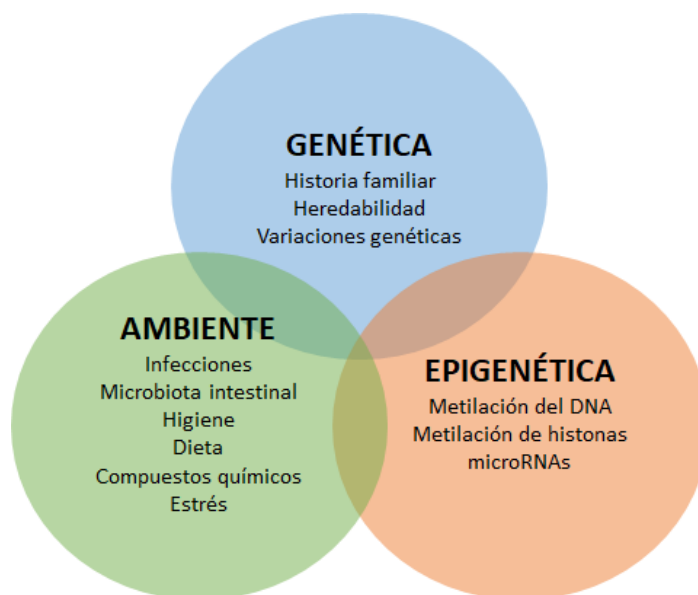 GENÉTICA
Historia familiar
Heredabilidad
Variaciones genéticas
AMBIENTE
Infecciones
Microbiota intestinal
Higiene
Dieta
Compuestos químicos
Estrés
EPIGENÉTICA
Metilación del DNA
Metilación de histonas
microRNAs